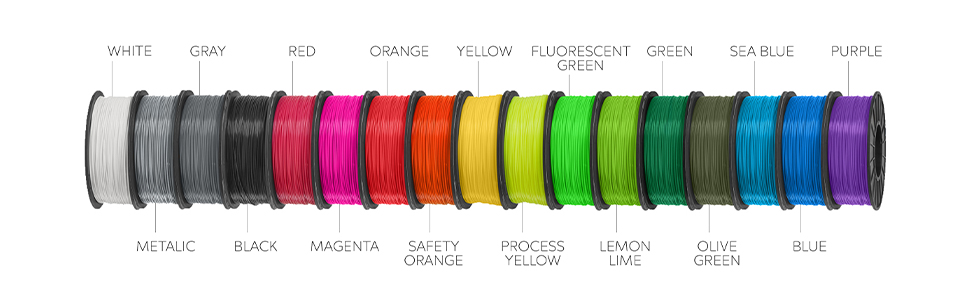 WHITE
GRAY
RED
ORANGE
YELLOW
FLUORESCENT
GREEN
GREEN
SEA BLUE
PURPLE
METALIC
BLACK
MAGENTA
SAFETY
ORANGE
PROCESS
YELLOW
LEMON
LIME
OLIVE
GREEN
BLUE